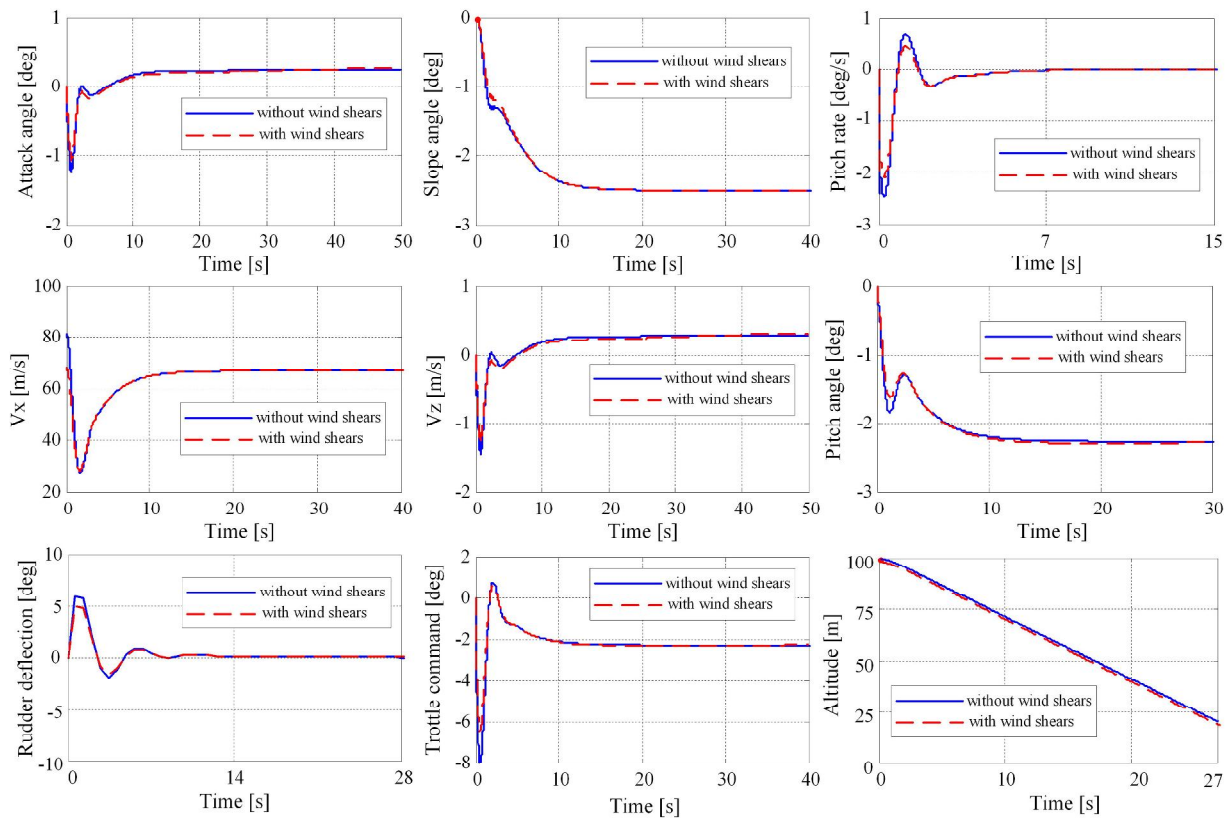 Attack angle [deg]
1
0
-1
-2
without wind shears
with wind shears
0 10 20 30 40 50
Time [s]
Slope angle [deg]
0
-1
-2
-3
without wind shears
with wind shears
0 10 20 30 40
Time [s]
Pitch rate [deg/s]
1
0
-1
-2
-3
without wind shears
with wind shears
0 7 15
Time [s]
Vx [m/s]
100
80
60
40
20
without wind shears
with wind shears
0 10 20 30 40
Time [s]
Vz [m/s]
1
0
-1
-2
without wind shears
with wind shears
0 10 20 30 40 50
Time [s]
Pitch angle [deg]
0
-1
-2
-3
without wind shears
with wind shears
0 10 20 30
Time [s]
Rudder deflection [deg]
10
5
0
-5
-10
without wind shears
with wind shears
0 14 28
Time [s]
Trottle command [deg]
2
0
-2
-4
-6
-8
without wind shears
with wind shears
0 10 20 30 40
Time [s]
Altitude [m]
100
75
50
25
0
without wind shears
with wind shears
0 10 20 27
Time [s]